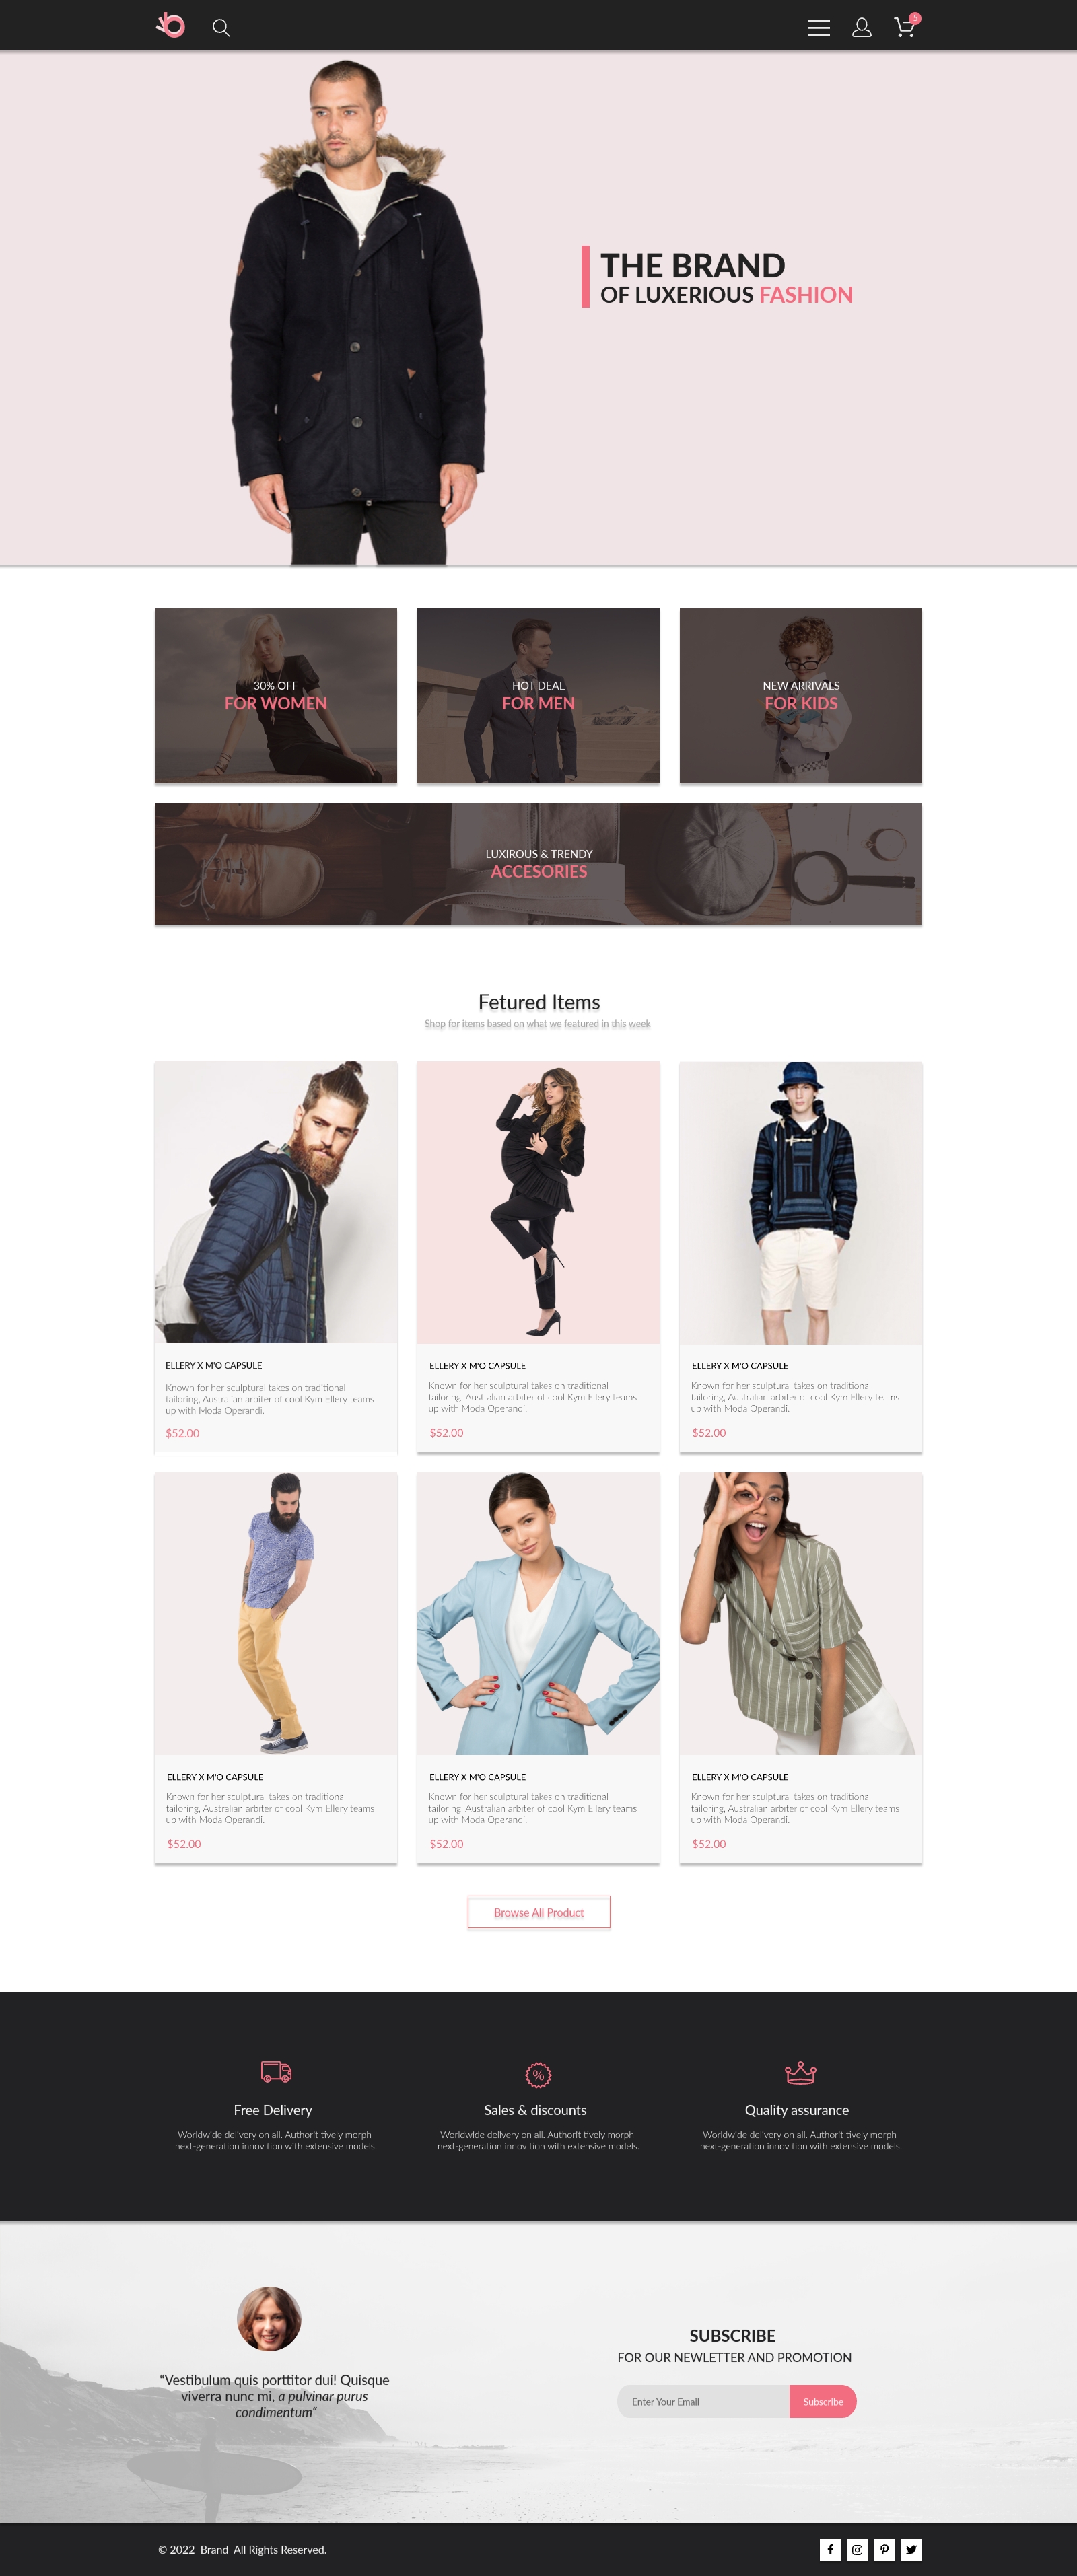 5
THE BRAND
OF LUXERIOUS FASHION
30% OFF
FOR WOMEN
HOT DEAL
FOR MEN
NEW ARRIVALS
FOR KIDS
LUXIROUS & TRENDY
ACCESORIES
Fetured Items
Shop for items based on what we featured in this week
ELLERY X M'O CAPSULE
Known for her sculptural takes on traditional
tailoring, Australian arbiter of cool Kym Ellery teams
up with Moda Operandi.
$52.00
ELLERY X M'O CAPSULE
Known for her sculptural takes on traditional
tailoring, Australian arbiter of cool Kym Ellery teams
up with Moda Operandi.
$52.00
ELLERY X M'O CAPSULE
Known for her sculptural takes on traditional
tailoring, Australian arbiter of cool Kym Ellery teams
up with Moda Operandi.
$52.00
ELLERY X M'O CAPSULE
Known for her sculptural takes on traditional
tailoring, Australian arbiter of cool Kym Ellery teams
up with Moda Operandi.
$52.00
ELLERY X M'O CAPSULE
Known for her sculptural takes on traditional
tailoring, Australian arbiter of cool Kym Ellery teams
up with Moda Operandi.
$52.00
ELLERY X M'O CAPSULE
Known for her sculptural takes on traditional
tailoring, Australian arbiter of cool Kym Ellery teams
up with Moda Operandi.
$52.00
Browse All Product
%
Free Delivery
Worldwide delivery on all. Authorit tively morph
next-generation innov tion with extensive models.
Sales & discounts
Worldwide delivery on all. Authorit tively morph
next-generation innov tion with extensive models.
Quality assurance
Worldwide delivery on all. Authorit tively morph
next-generation innov tion with extensive models.
“Vestibulum quis porttitor dui! Quisque
viverra nunc mi, a pulvinar purus
condimentum“
SUBSCRIBE
FOR OUR NEWLETTER AND PROMOTION
Enter Your Email
Subscribe
© 2022 Brand All Rights Reserved.